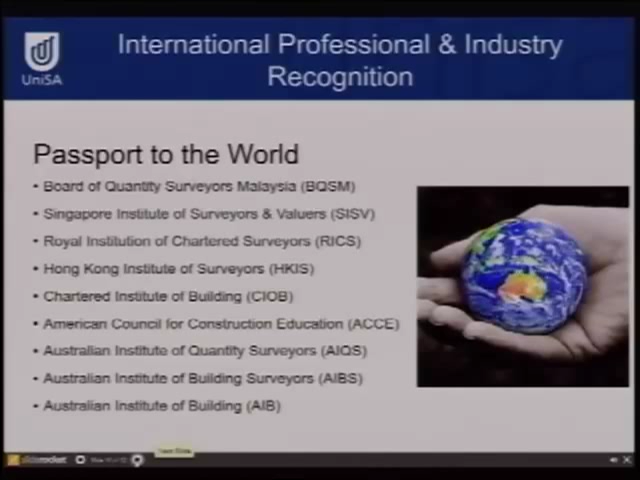 International Professional & Industry
Recognition
UniSA
Passport to the World
• Board of Quantity Surveyors Malaysia (BQSM)
• Singapore Institute of Surveyors & Valuers (SISV)
• Royal Institution of Chartered Surveyors (RICS)
• Hong Kong Institute of Surveyors (HKIS)
• Chartered Institute of Building (CIOB)
• American Council for Construction Education (ACCE)
• Australian Institute of Quantity Surveyors (AIQS)
• Australian Institute of Building Surveyors (AIBS)
• Australian Institute of Building (AIB)
sliderocket